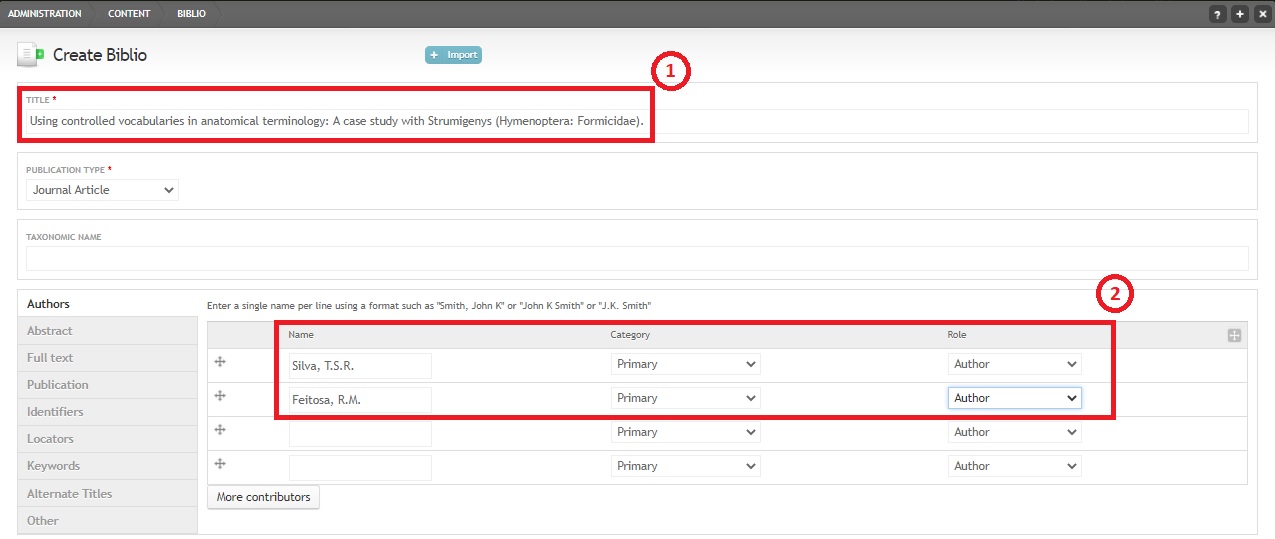 ADMINISTRATION CONTENT BIBLIO ? + ×
Create Biblio + Import
1
TITLE *
Using controlled vocabularies in anatomical terminology: A case study with Strumigenys (Hymenoptera: Formicidae).
PUBLICATION TYPE *
Journal Article
TAXONOMIC NAME
2
Authors
Abstract
Full text
Publication
Identifiers
Locators
Keywords
Alternate Titles
Other
Enter a single name per line using a format such as "Smith, John K" or "John K Smith" or "J.K. Smith"
Name Category Role
Silva, T.S.R. Primary Author
Feitosa, R.M. Primary Author
Primary Author
Primary Author
More contributors